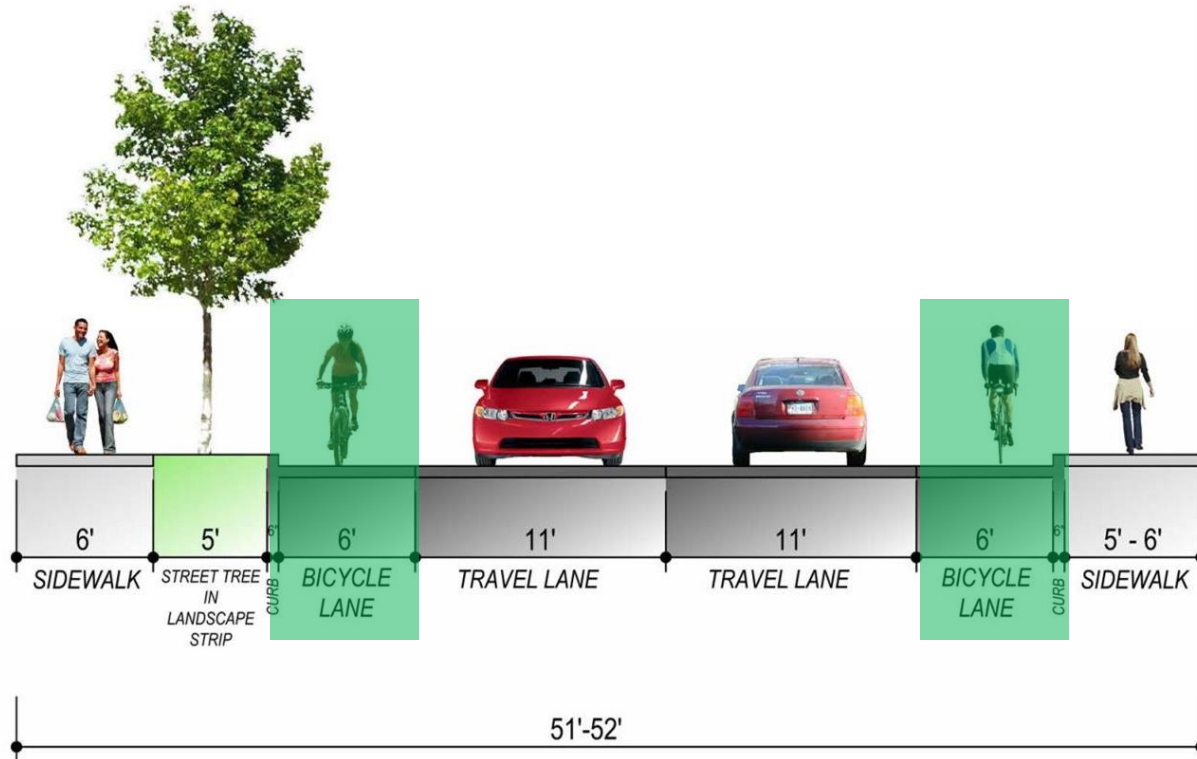 6'
5'
6"
6'
11'
11'
6'
6"
5' - 6'
SIDEWALK
STREET TREE
IN
LANDSCAPE
STRIP
CURB
BICYCLE
LANE
TRAVEL LANE
TRAVEL LANE
BICYCLE
LANE
CURB
SIDEWALK
51'-52'